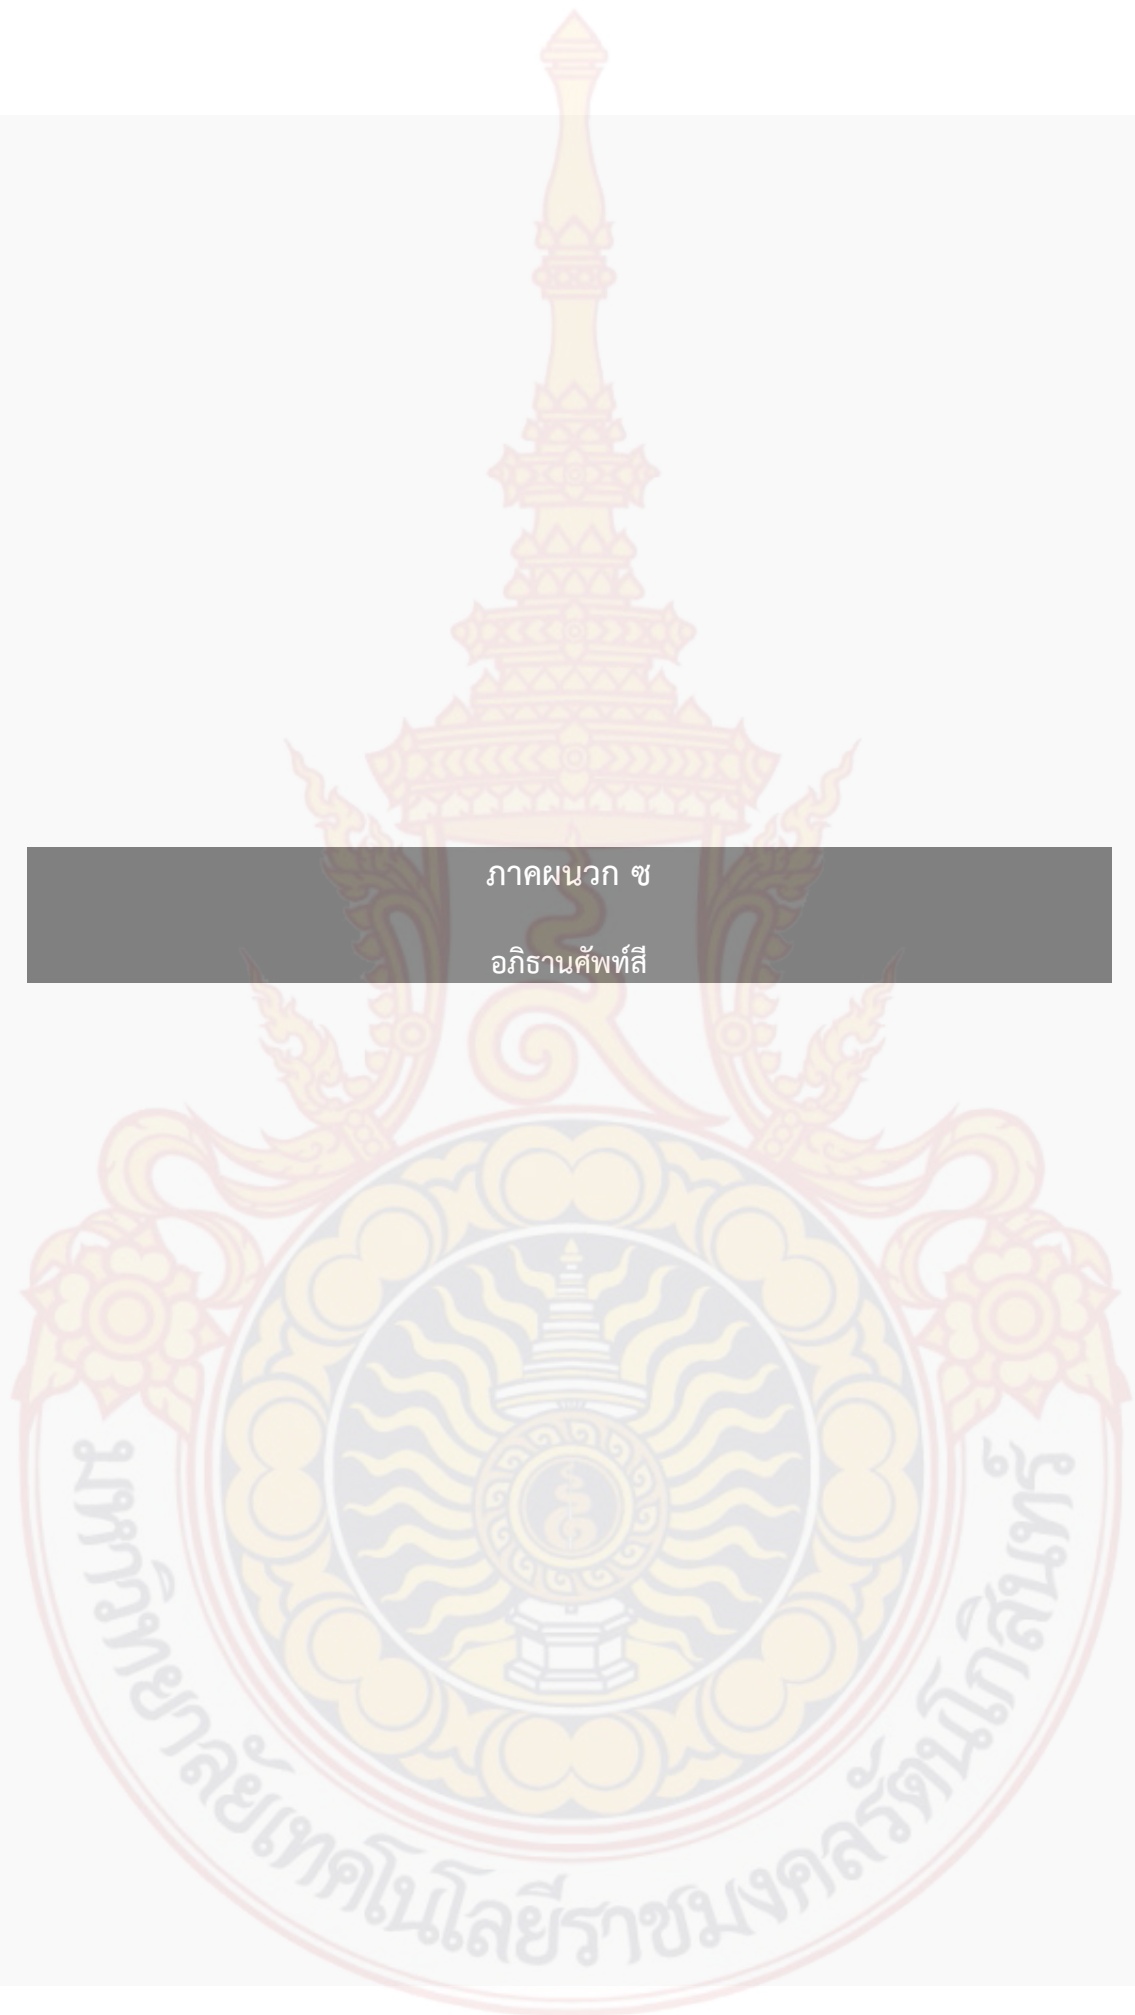 ภาคผนวก ซ
อภิธานศัพท์สี
มหาวิทยาลัยเทคโนโลยีราชมงคลรัตนโกสินทร์